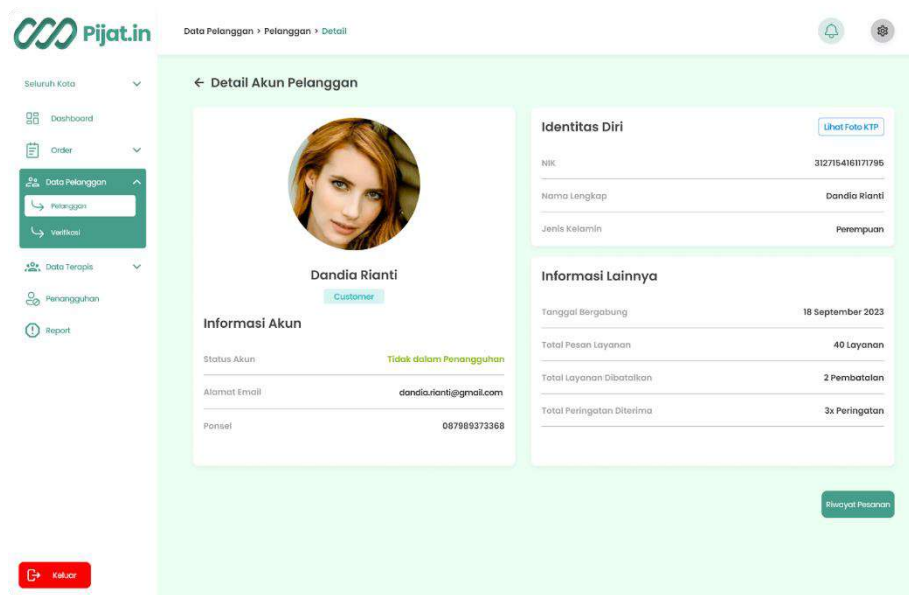 Pijat.in
Data Pelanggan > Pelanggan > Detail
Seluruh Kota
Dashboard
Order
Data Pelanggan
Pelanggan
Verifikasi
Data Terapis
Penangguhan
Report
Keluar
← Detail Akun Pelanggan
Dandia Rianti
Customer
Informasi Akun
Status Akun Tidak dalam Penangguhan
Alamat Email dandia.rianti@gmail.com
Ponsel 087989373368
Identitas Diri Lihat Foto KTP
NIK 3127154161171795
Nama Lengkap Dandia Rianti
Jenis Kelamin Perempuan
Informasi Lainnya
Tanggal Bergabung 18 September 2023
Total Pesan Layanan 40 Layanan
Total Layanan Dibatalkan 2 Pembatalan
Total Peringatan Diterima 3x Peringatan
Riwayat Pesanan